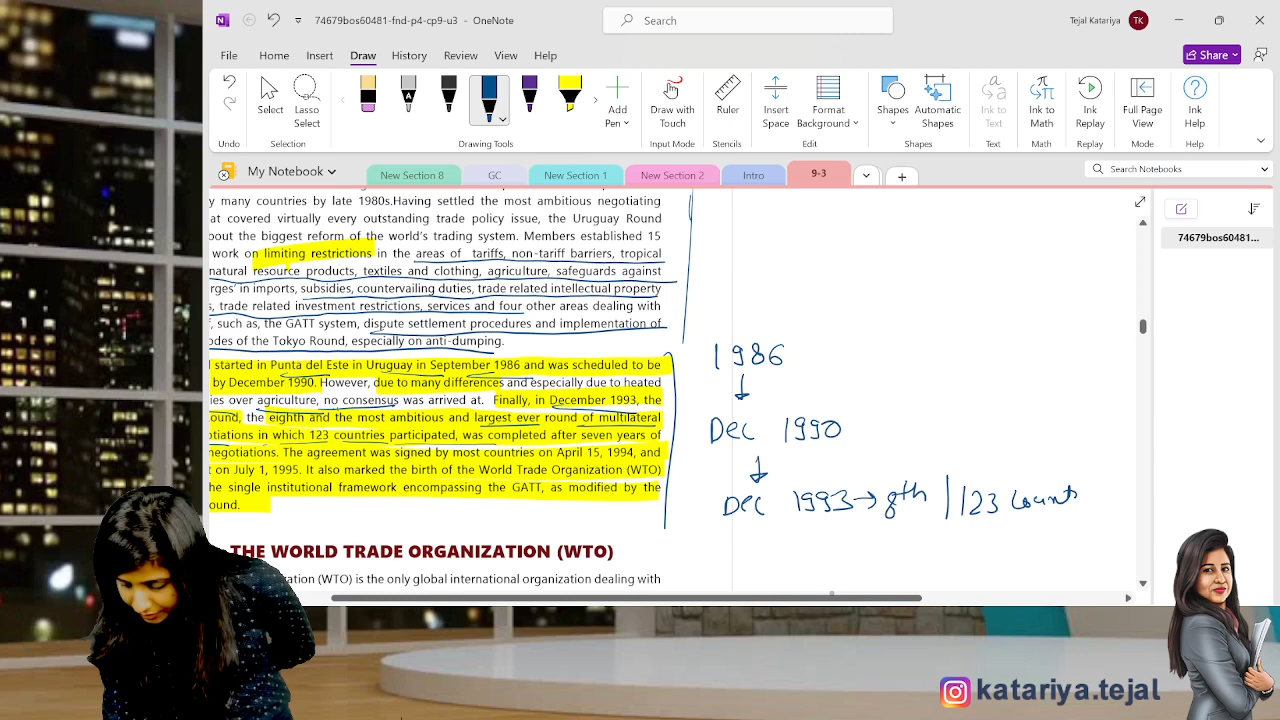 74679bos60481-fnd-p4-cp9-u3 - OneNote
Search
Tejal Katariya TK
File Home Insert Draw History Review View Help
Share
Undo
Select
Lasso Select
Selection
Drawing Tools
Add Pen
Draw with Touch
Input Mode
Ruler
Stencils
Insert Space
Format Background
Edit
Shapes
Automatic Shapes
Shapes
Ink to Text
Ink to Math
Ink Replay
Full Page View
Mode
Ink Help
Help
My Notebook
New Section 8 GC New Section 1 New Section 2 Intro 9-3
Search Notebooks
74679bos60481...
y many countries by late 1980s.Having settled the most ambitious negotiating
at covered virtually every outstanding trade policy issue, the Uruguay Round
bout the biggest reform of the world's trading system. Members established 15
work on limiting restrictions in the areas of tariffs, non-tariff barriers, tropical
natural resource products, textiles and clothing, agriculture, safeguards against
rges' in imports, subsidies, countervailing duties, trade related intellectual property
s, trade related investment restrictions, services and four other areas dealing with
f, such as, the GATT system, dispute settlement procedures and implementation of
odes of the Tokyo Round, especially on anti-dumping.
d started in Punta del Este in Uruguay in September 1986 and was scheduled to be
by December 1990. However, due to many differences and especially due to heated
ies over agriculture, no consensus was arrived at. Finally, in December 1993, the
ound, the eighth and the most ambitious and largest ever round of multilateral
otiations in which 123 countries participated, was completed after seven years of
negotiations. The agreement was signed by most countries on April 15, 1994, and
t on July 1, 1995. It also marked the birth of the World Trade Organization (WTO)
he single institutional framework encompassing the GATT, as modified by the
ound.
1986
↓
Dec 1990
↓
Dec 1993 → 8th | 123 counts
THE WORLD TRADE ORGANIZATION (WTO)
ation (WTO) is the only global international organization dealing with
katariya.tejal